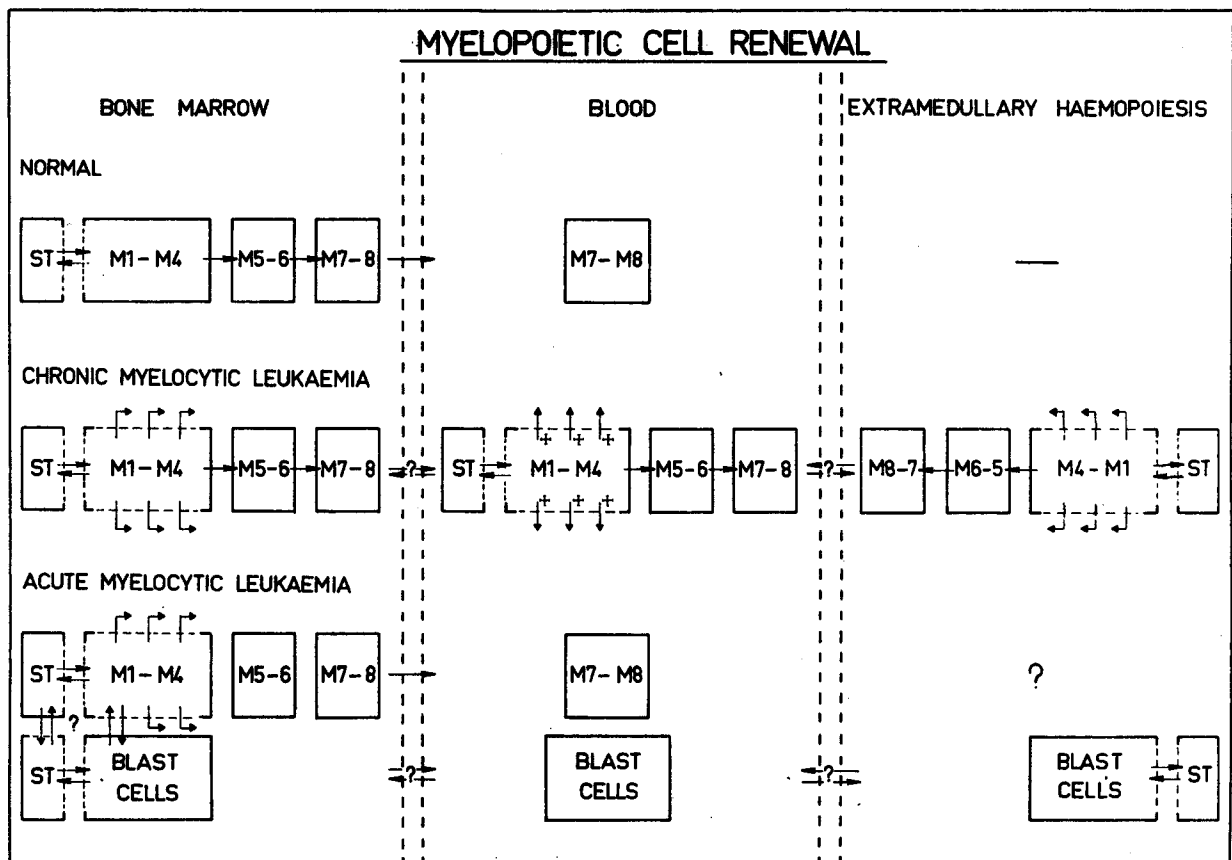 MYELOPOIETIC CELL RENEWAL
BONE MARROW BLOOD EXTRAMEDULLARY HAEMOPOIESIS
NORMAL
ST M1-M4 M5-6 M7-8 M7-M8 —
CHRONIC MYELOCYTIC LEUKAEMIA
ST M1-M4 M5-6 M7-8 ? ST M1-M4 M5-6 M7-8 ? M8-7 M6-5 M4-M1 ST
ACUTE MYELOCYTIC LEUKAEMIA
ST M1-M4 M5-6 M7-8 M7-M8 ?
?
ST BLAST CELLS ? BLAST CELLS ? BLAST CELLS ST